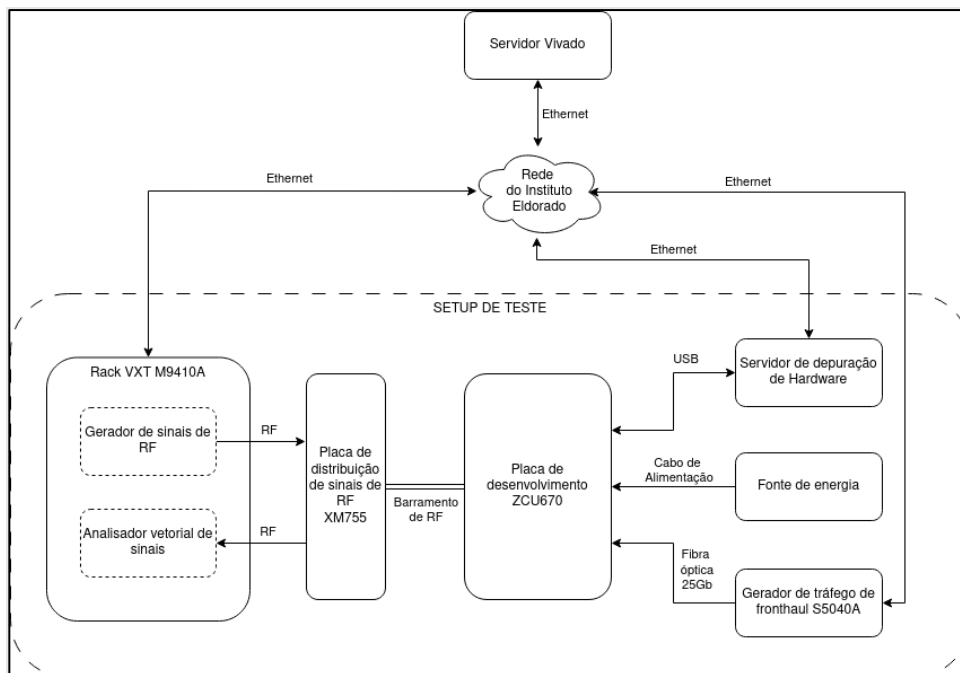 Servidor Vivado
Ethernet
Rede
do Instituto
Eldorado
Ethernet
Ethernet
Ethernet
SETUP DE TESTE
Rack VXT M9410A
Gerador de sinais de
RF
RF
Analisador vetorial de
sinais
RF
Placa de
distribuição
de sinais de
RF
XM755
Barramento
de RF
Placa de
desenvolvimento
ZCU670
USB
Servidor de depuração
de Hardware
Cabo de
Alimentação
Fonte de energia
Fibra
óptica
25Gb
Gerador de tráfego de
fronthaul S5040A